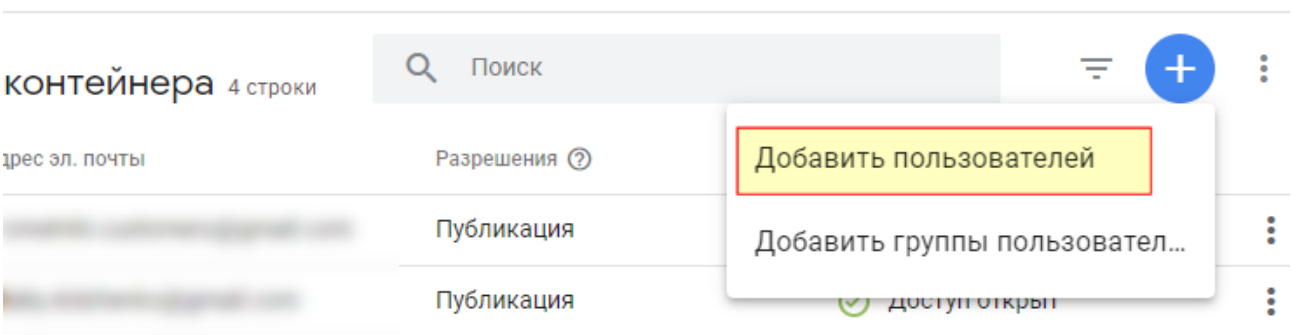 контейнера 4 строки
Поиск
дрес эл. почты
Разрешения
Добавить пользователей
Публикация
Добавить группы пользовател...
Публикация
Доступ открыт